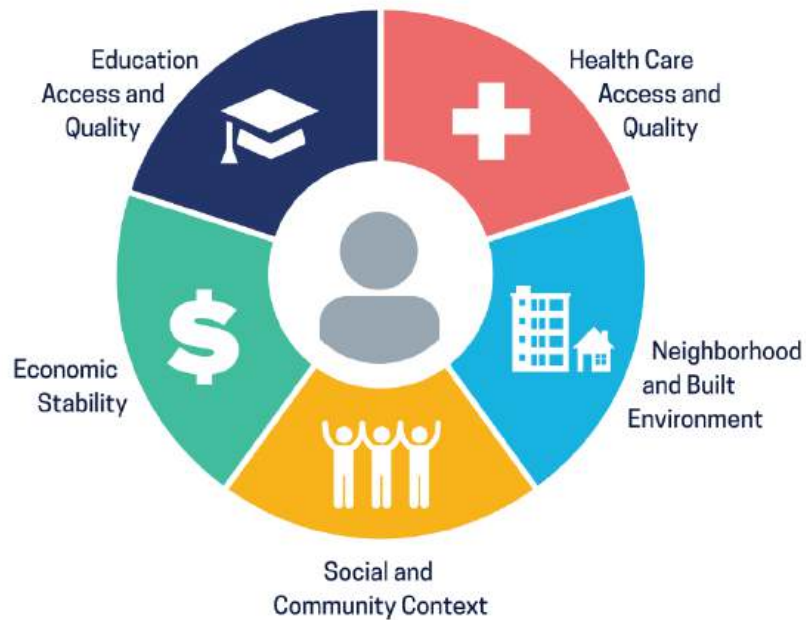 Education
Access and
Quality
Health Care
Access and
Quality
$
Economic
Stability
Neighborhood
and Built
Environment
Social and
Community Context